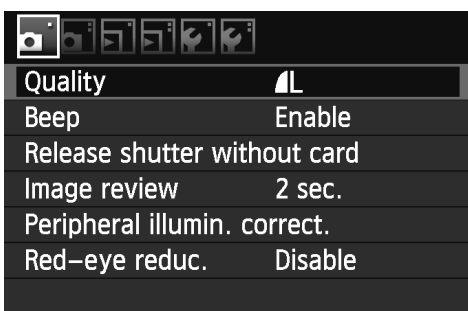 Quality L
Beep Enable
Release shutter without card
Image review 2 sec.
Peripheral illumin. correct.
Red-eye reduc. Disable